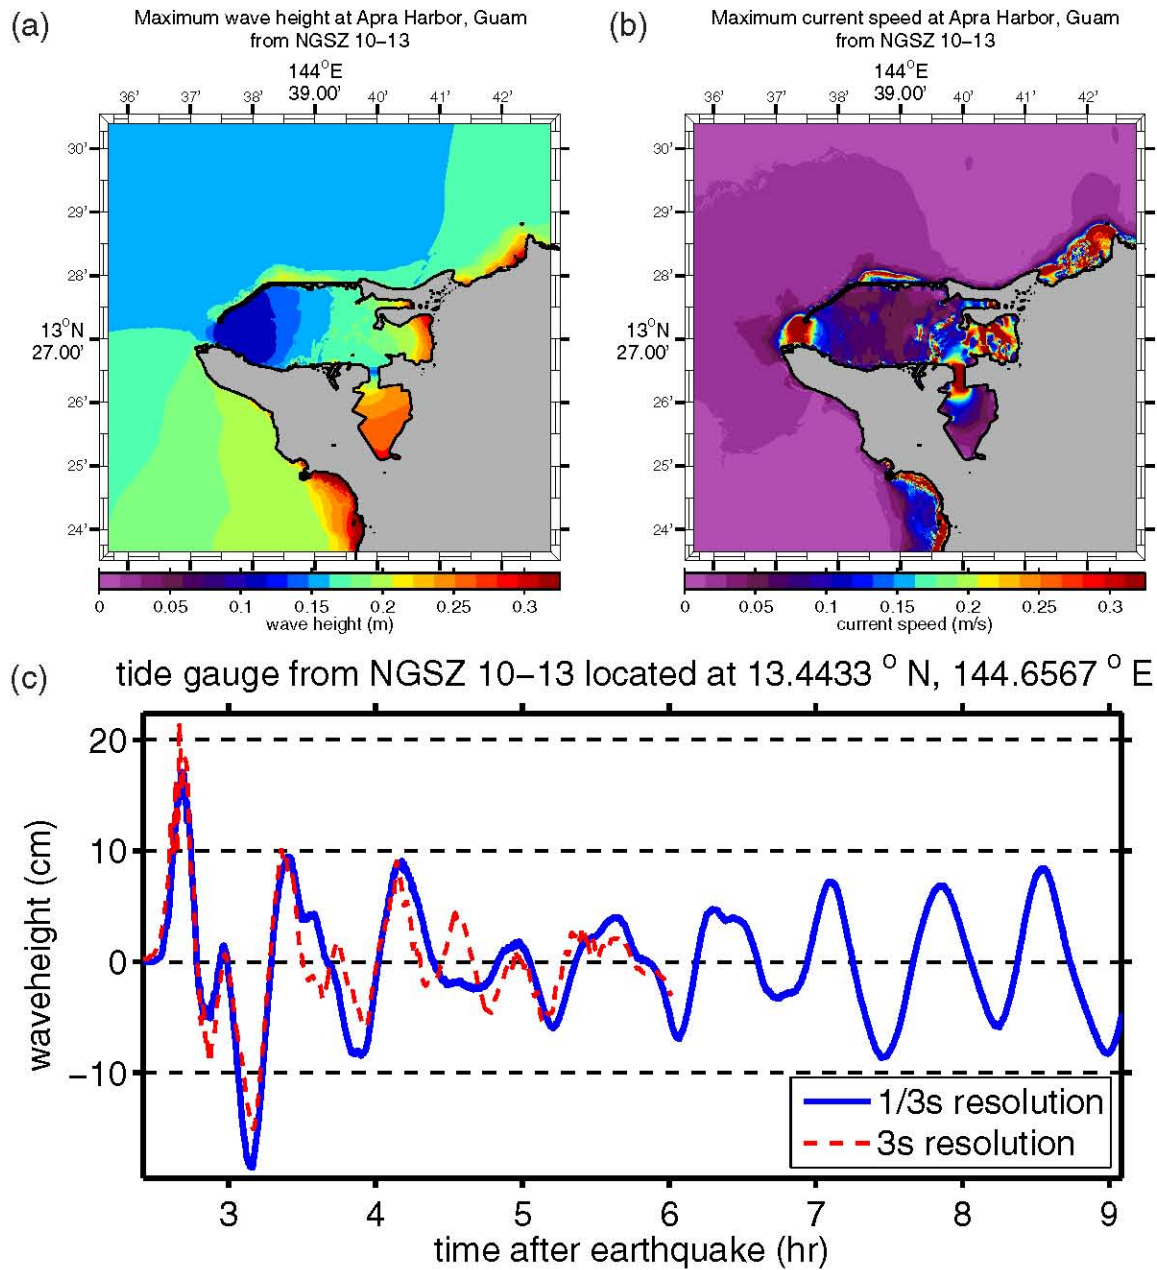 (a)
Maximum wave height at Apra Harbor, Guam
from NGSZ 10−13
144°E
39.00'
36' 37' 38' 40' 41' 42'
30'
29'
28'
13°N
27.00'
26'
25'
24'
0 0.05 0.1 0.15 0.2 0.25 0.3
wave height (m)
(b)
Maximum current speed at Apra Harbor, Guam
from NGSZ 10−13
144°E
39.00'
36' 37' 38' 40' 41' 42'
30'
29'
28'
13°N
27.00'
26'
25'
24'
0 0.05 0.1 0.15 0.2 0.25 0.3
current speed (m/s)
(c)
tide gauge from NGSZ 10−13 located at 13.4433 ° N, 144.6567 ° E
20
10
0
−10
waveheight (cm)
1/3s resolution
3s resolution
3 4 5 6 7 8 9
time after earthquake (hr)